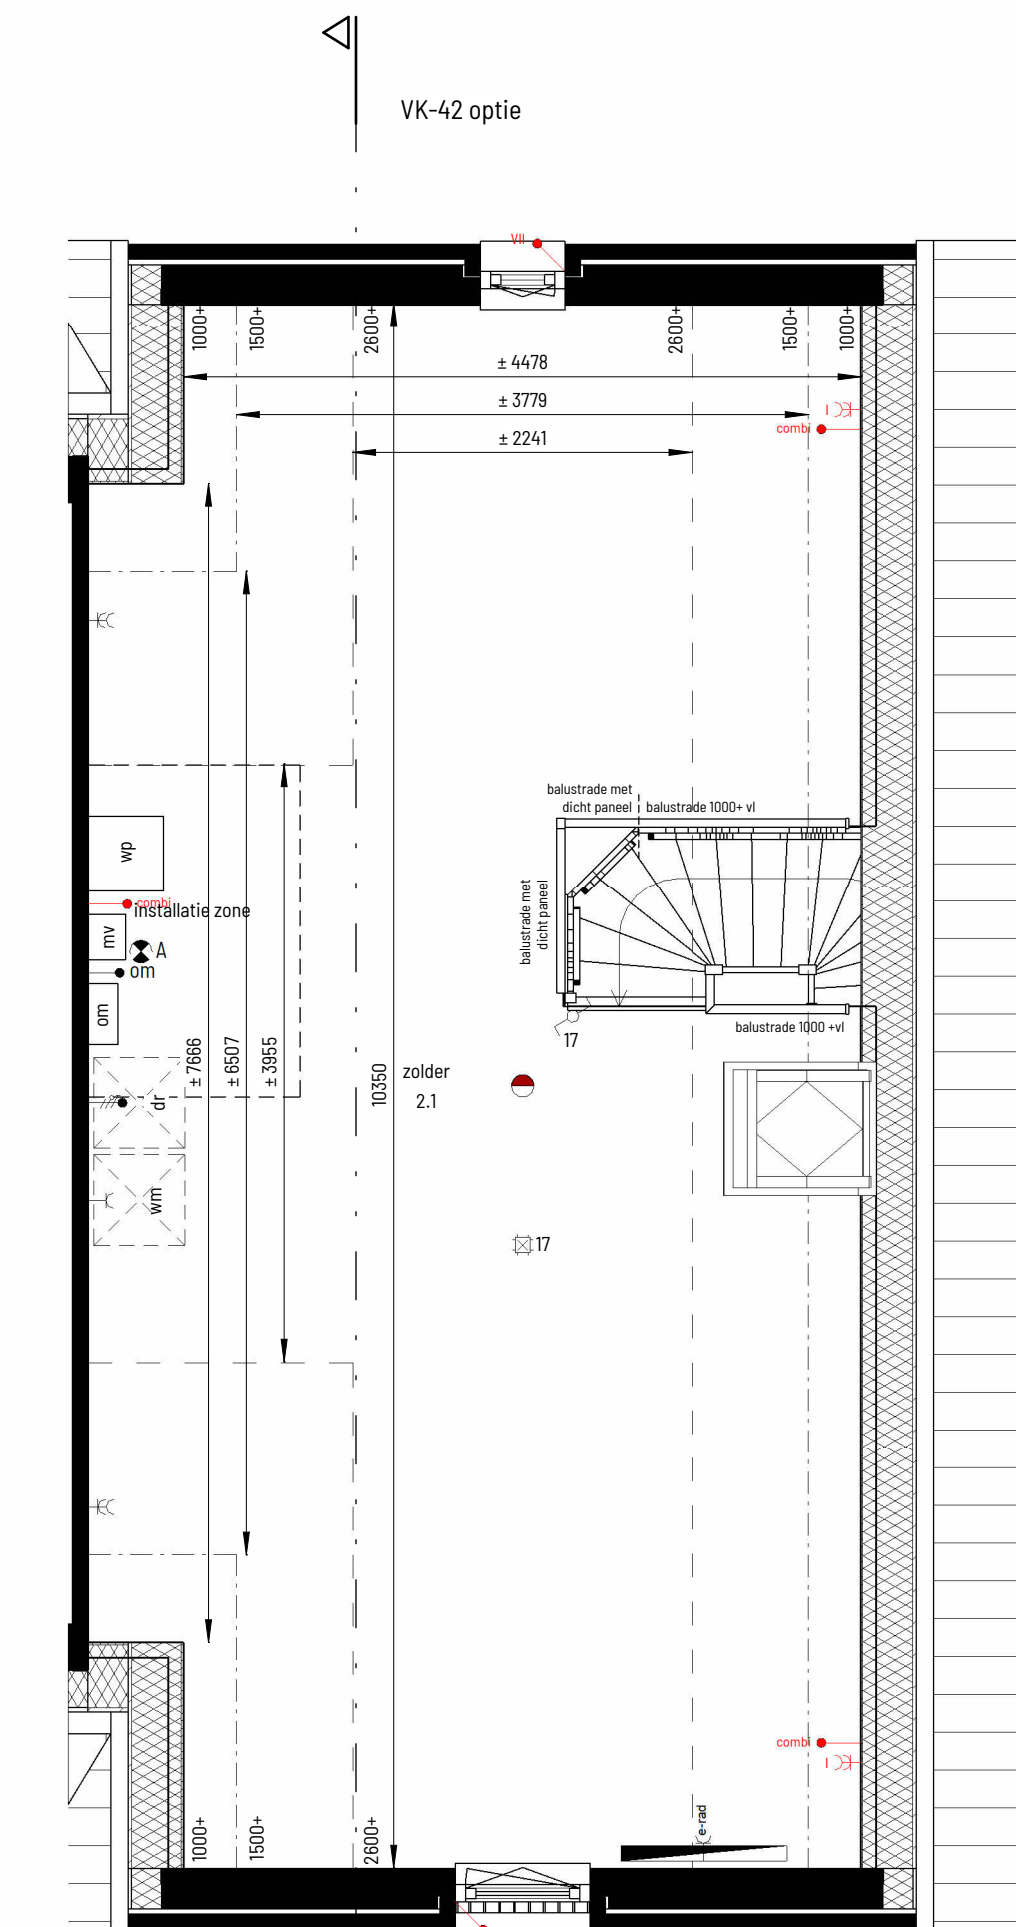 VK-42 optie
VII
1000+
1500+
2600+
2600+
1500+
1000+
± 4478
± 3779
± 2241
I
combi
balustrade met
dicht paneel
balustrade 1000+ vl
balustrade met
dicht paneel
wp
combi
installatie zone
mv
A
om
om
balustrade 1000 +vl
17
± 7666
± 6507
± 3955
10350
zolder
2.1
dr
wm
17
combi
I
e-rad
1000+
1500+
2600+